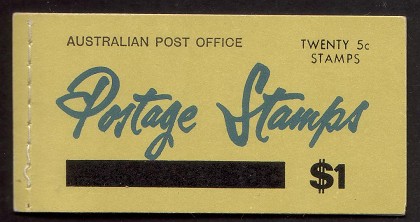 AUSTRALIAN POST OFFICE
TWENTY 5c
STAMPS
Postage Stamps
$1